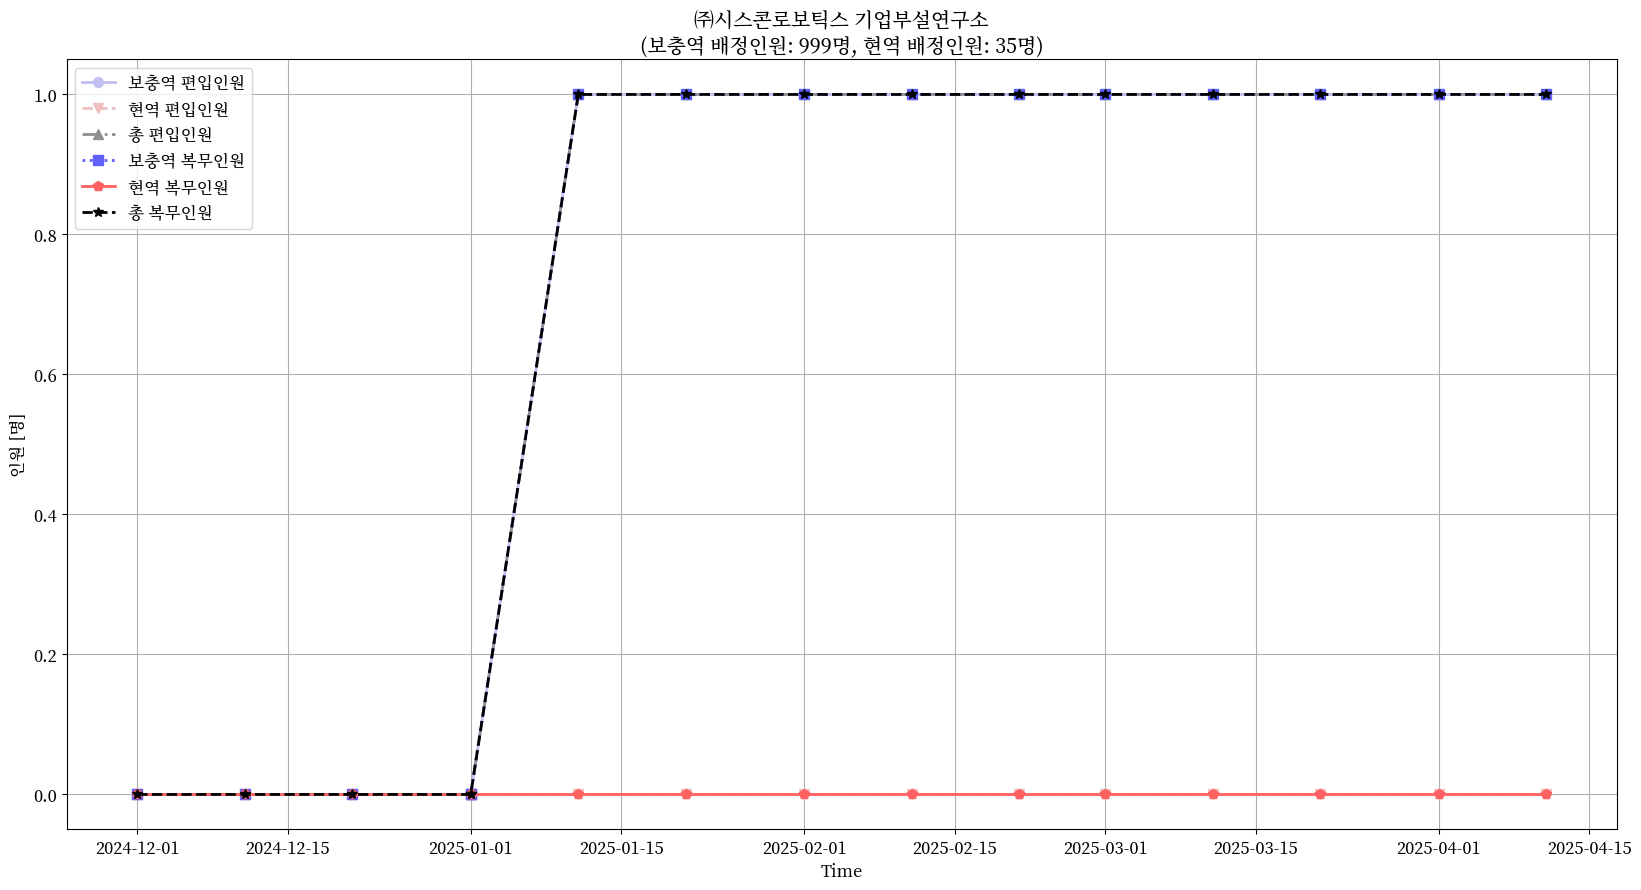 ㈜시스콘로보틱스 기업부설연구소
(보충역 배정인원: 999명, 현역 배정인원: 35명)
보충역 편입인원
현역 편입인원
총 편입인원
보충역 복무인원
현역 복무인원
총 복무인원
1.0
0.8
0.6
0.4
0.2
0.0
인원 [명]
2024-12-01
2024-12-15
2025-01-01
2025-01-15
2025-02-01
2025-02-15
2025-03-01
2025-03-15
2025-04-01
2025-04-15
Time